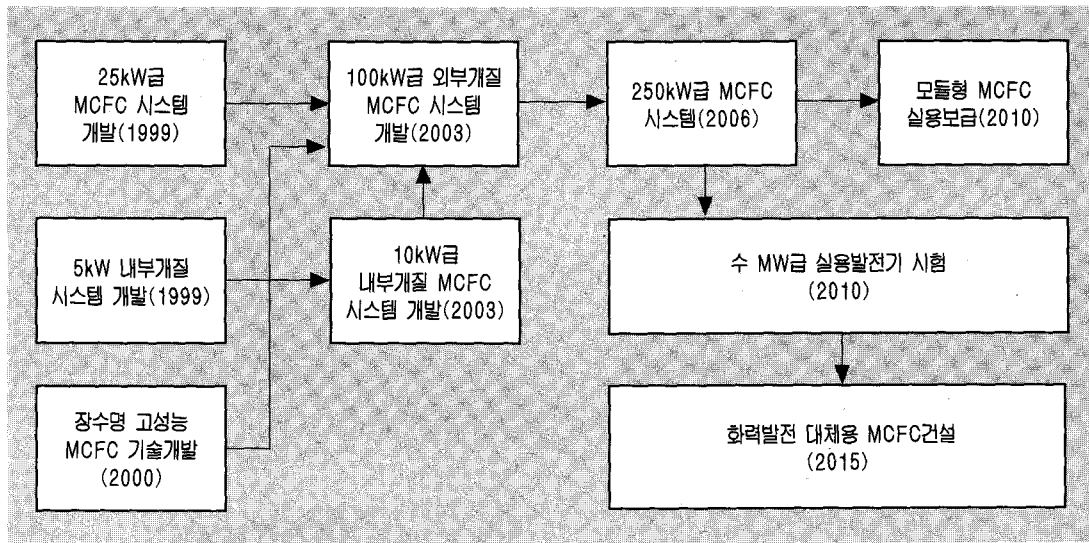 25kW급
MCFC 시스템
개발(1999)
100kW급 외부개질
MCFC 시스템
개발(2003)
250kW급 MCFC
시스템(2006)
모듈형 MCFC
실용보급(2010)
5kW 내부개질
시스템 개발(1999)
10kW급
내부개질 MCFC
시스템 개발(2003)
수 MW급 실용발전기 시험
(2010)
장수명 고성능
MCFC 기술개발
(2000)
화력발전 대체용 MCFC건설
(2015)